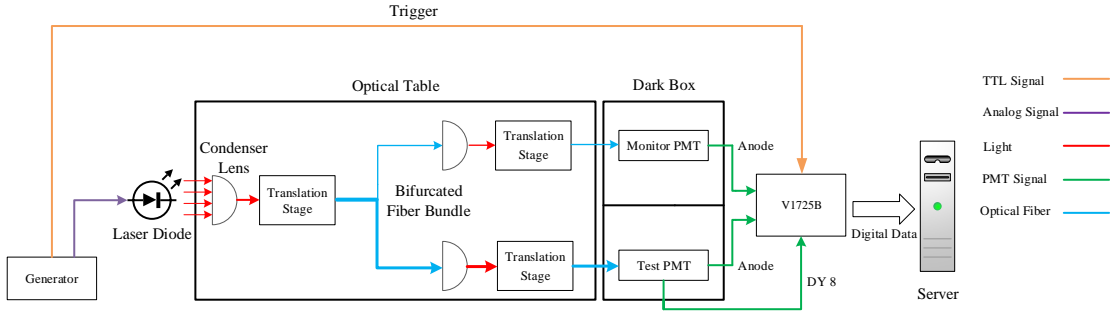 Trigger
Optical Table
Dark Box
TTL Signal
Analog Signal
Light
PMT Signal
Optical Fiber
Condenser
Lens
Translation
Stage
Monitor PMT
Anode
Translation
Stage
Bifurcated
Fiber Bundle
V1725B
Laser Diode
Digital Data
Generator
Translation
Stage
Test PMT
Anode
DY 8
Server